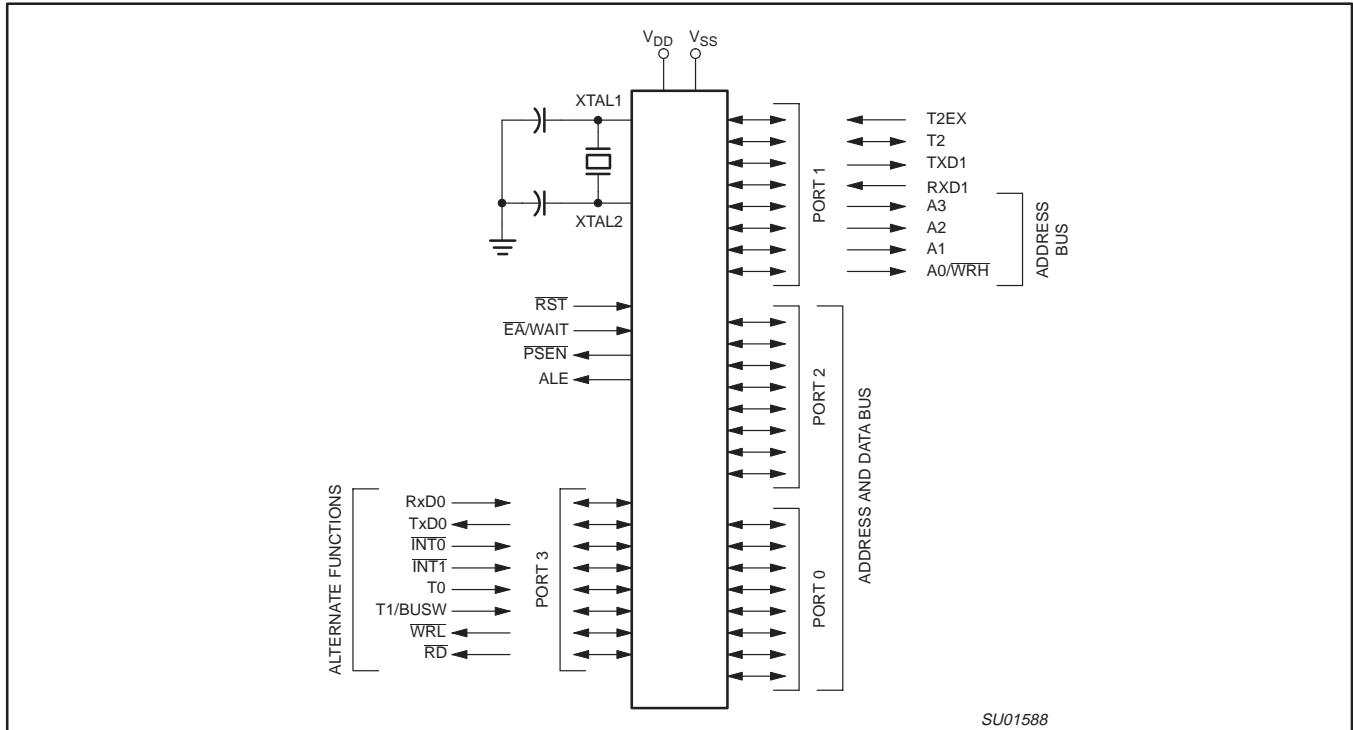 VDD VSS
XTAL1
XTAL2
RST
EA/WAIT
PSEN
ALE
ALTERNATE FUNCTIONS
RxD0
TxD0
INT0
INT1
T0
T1/BUSW
WRL
RD
PORT 3
PORT 1
T2EX
T2
TXD1
RXD1
A3
A2
A1
A0/WRH
ADDRESS
BUS
PORT 2
PORT 0
ADDRESS AND DATA BUS
SU01588